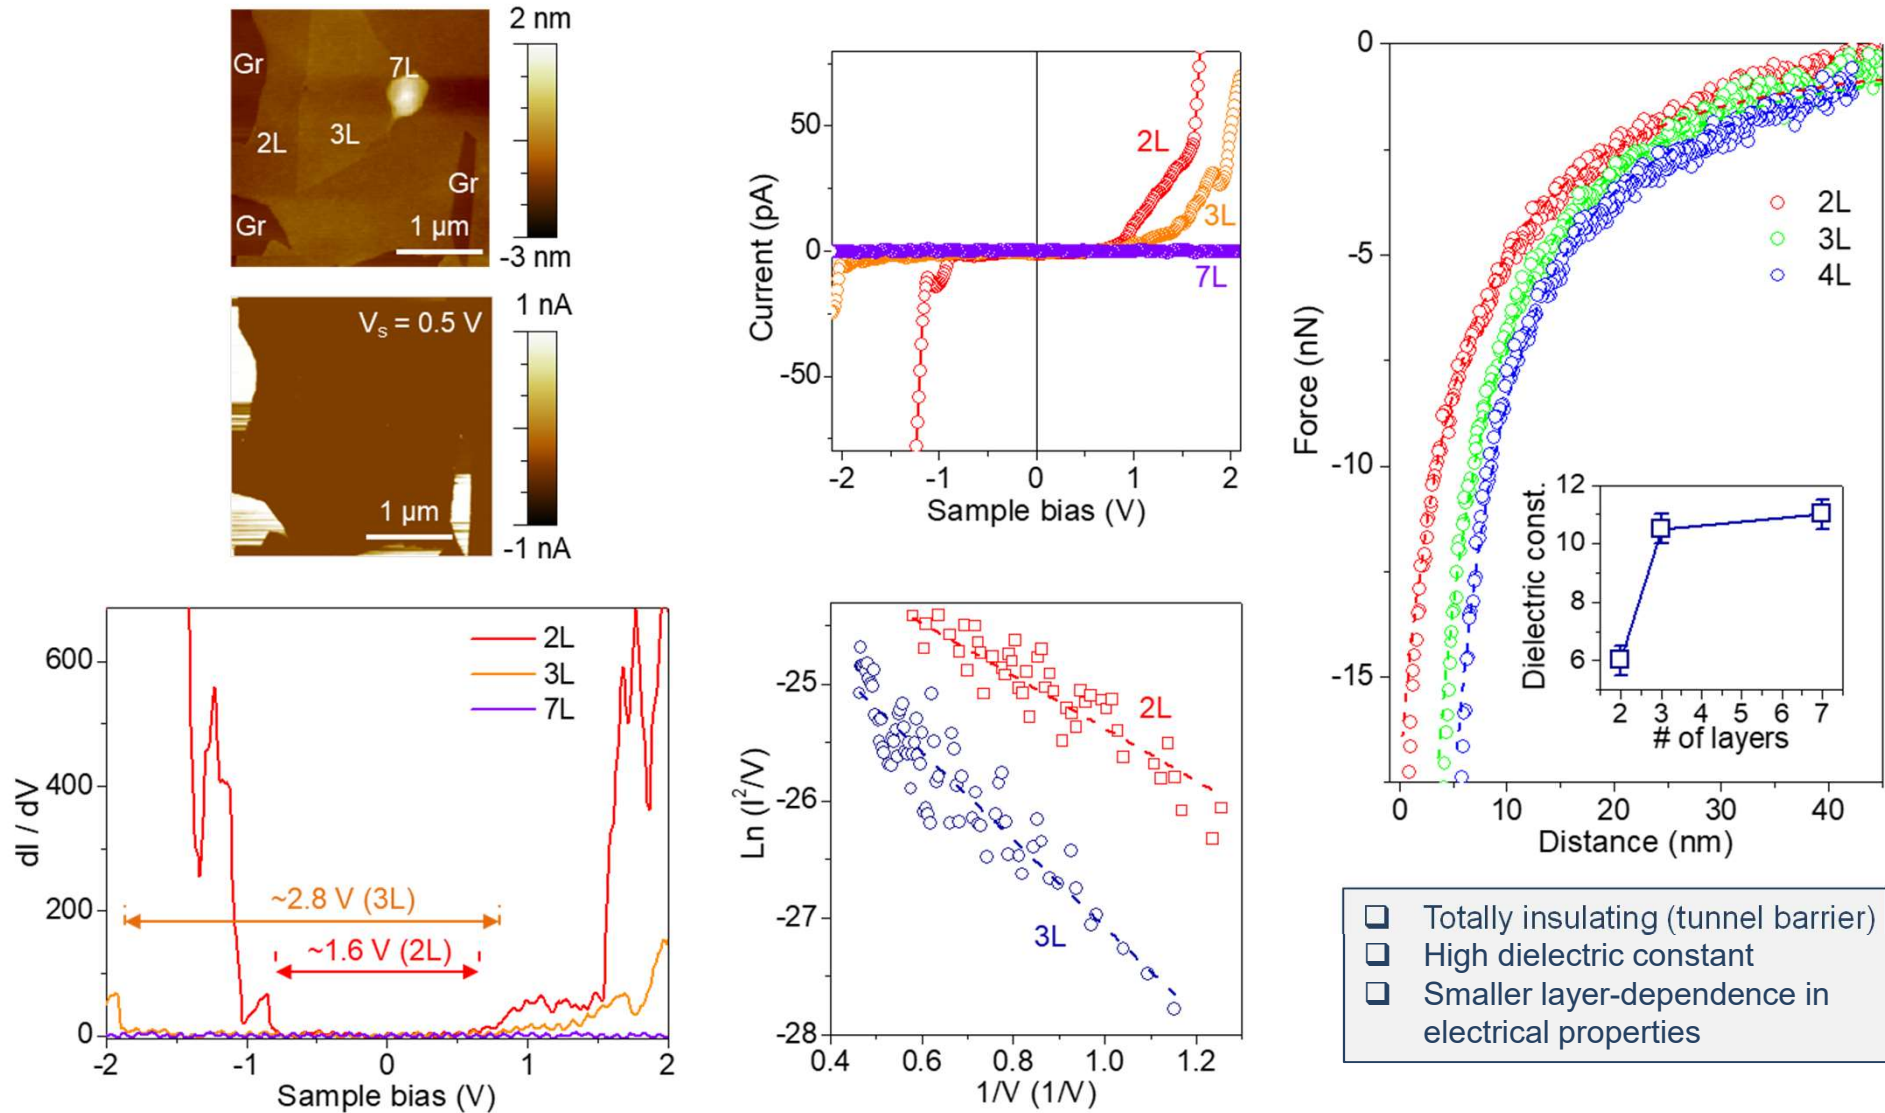 2 nm
Gr
7L
2L
3L
Gr
Gr
1 µm
-3 nm
1 nA
Vₛ = 0.5 V
1 µm
-1 nA
50
0
-50
Current (pA)
2L
3L
7L
-2
-1
0
1
2
Sample bias (V)
0
-5
-10
-15
Force (nN)
2L
3L
4L
12
10
8
6
Dielectric const.
2
3
4
5
6
7
# of layers
0
10
20
30
40
Distance (nm)
600
400
200
0
dI / dV
2L
3L
7L
~2.8 V (3L)
~1.6 V (2L)
-2
-1
0
1
2
Sample bias (V)
-25
-26
-27
-28
Ln (I²/V)
2L
3L
0.4
0.6
0.8
1.0
1.2
1/V (1/V)
❑ Totally insulating (tunnel barrier)
❑ High dielectric constant
❑ Smaller layer-dependence in
electrical properties